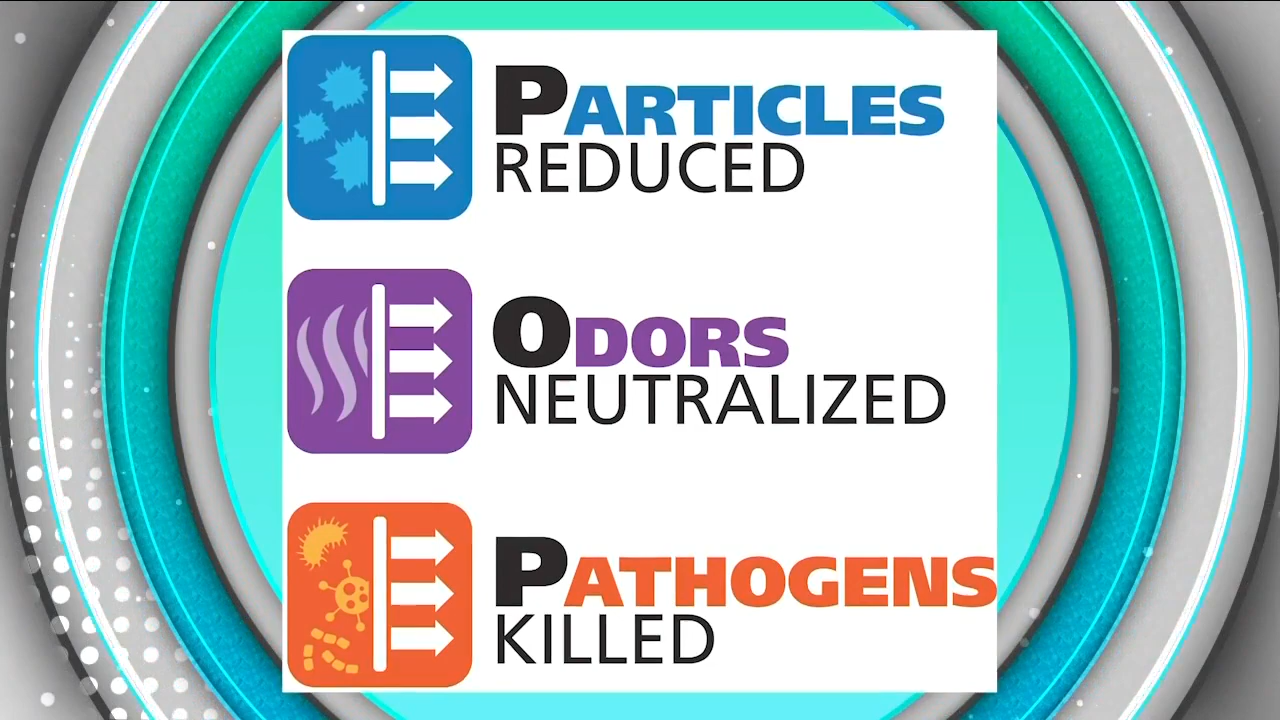 PARTICLES
REDUCED
ODORS
NEUTRALIZED
PATHOGENS
KILLED